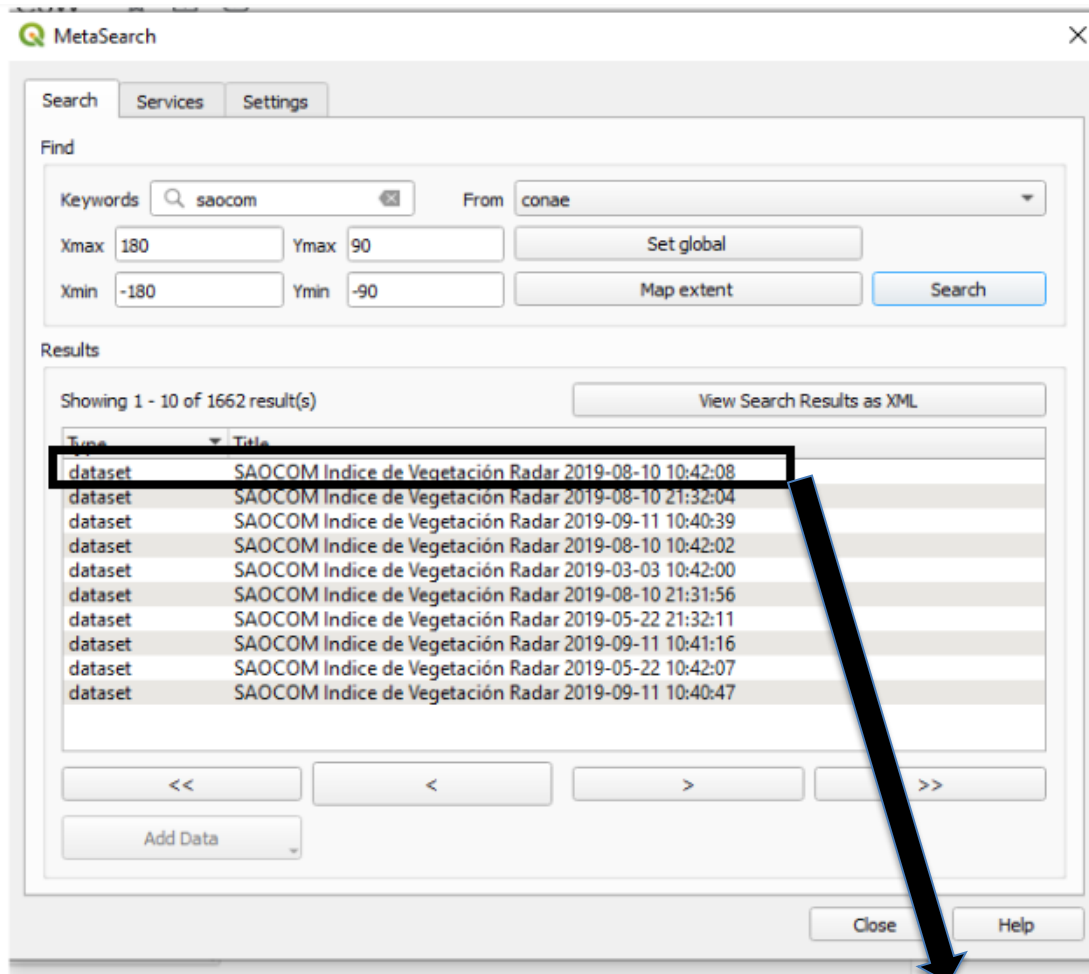 MetaSearch
Search Services Settings
Find
Keywords saocom From conae
Xmax 180 Ymax 90 Set global
Xmin -180 Ymin -90 Map extent Search
Results
Showing 1 - 10 of 1662 result(s) View Search Results as XML
Type Title
dataset SAOCOM Indice de Vegetación Radar 2019-08-10 10:42:08
dataset SAOCOM Indice de Vegetación Radar 2019-08-10 21:32:04
dataset SAOCOM Indice de Vegetación Radar 2019-09-11 10:40:39
dataset SAOCOM Indice de Vegetación Radar 2019-08-10 10:42:02
dataset SAOCOM Indice de Vegetación Radar 2019-03-03 10:42:00
dataset SAOCOM Indice de Vegetación Radar 2019-08-10 21:31:56
dataset SAOCOM Indice de Vegetación Radar 2019-05-22 21:32:11
dataset SAOCOM Indice de Vegetación Radar 2019-09-11 10:41:16
dataset SAOCOM Indice de Vegetación Radar 2019-05-22 10:42:07
dataset SAOCOM Indice de Vegetación Radar 2019-09-11 10:40:47
<< < > >>
Add Data
Close Help